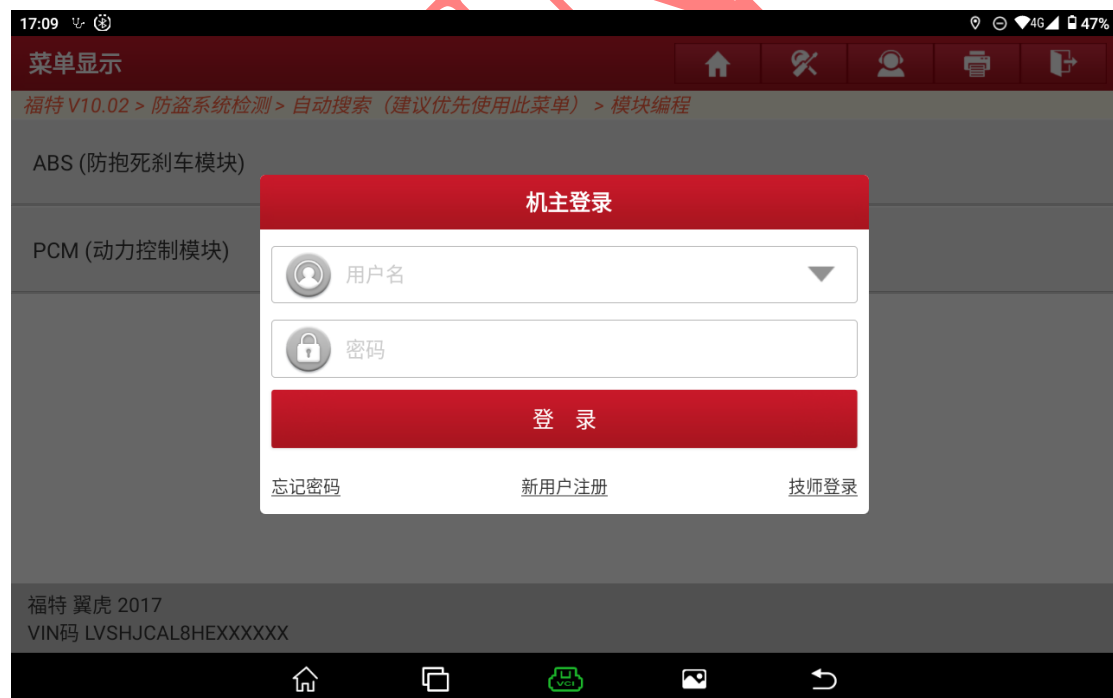 17:09 4G 47%
菜单显示
福特 V10.02 > 防盗系统检测 > 自动搜索（建议优先使用此菜单） > 模块编程
ABS (防抱死刹车模块)
机主登录
PCM (动力控制模块)
用户名
密码
登 录
忘记密码 新用户注册 技师登录
福特 翼虎 2017
VIN码 LVSHJCAL8HEXXXXXX
VCI